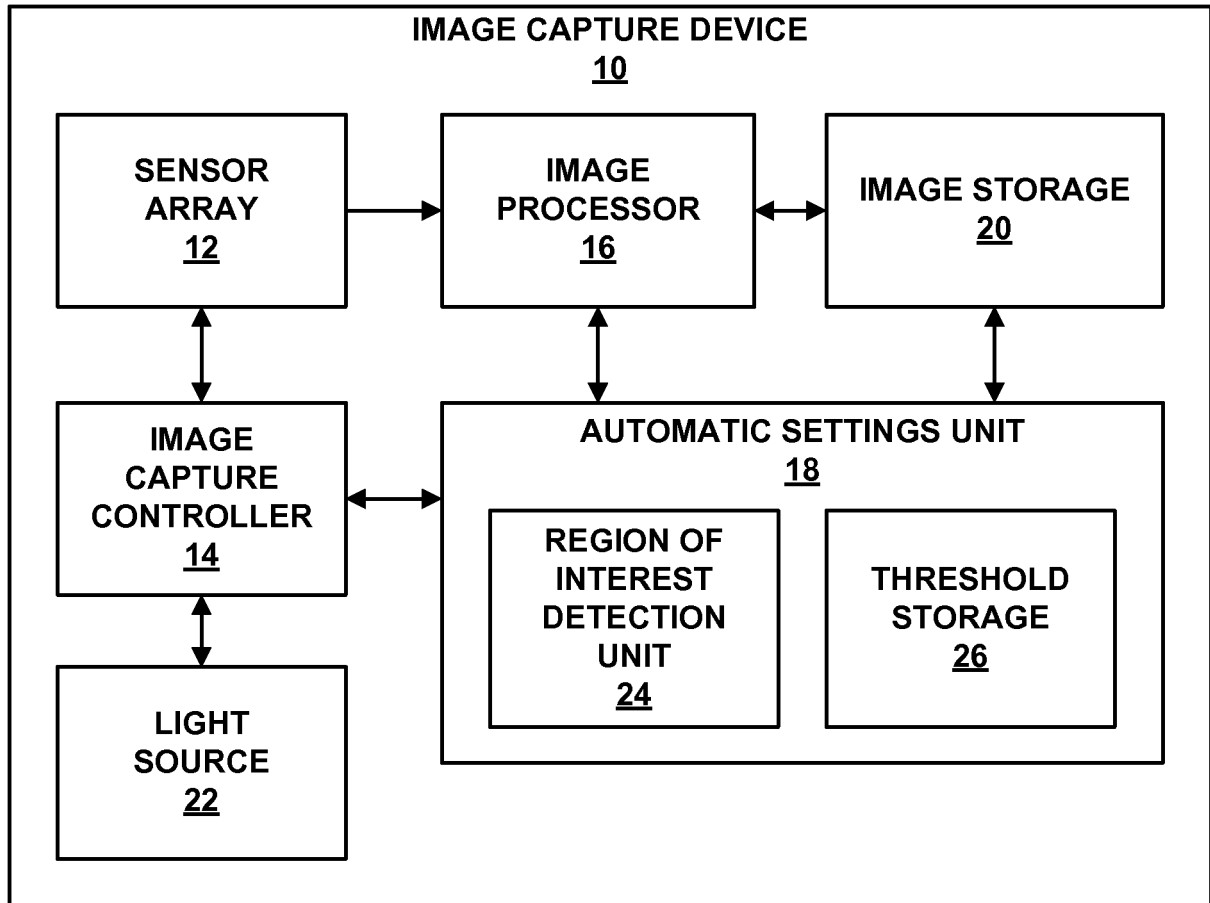 IMAGE CAPTURE DEVICE
10
SENSOR
ARRAY
12
IMAGE
PROCESSOR
16
IMAGE STORAGE
20
IMAGE
CAPTURE
CONTROLLER
14
AUTOMATIC SETTINGS UNIT
18
REGION OF
INTEREST
DETECTION
UNIT
24
THRESHOLD
STORAGE
26
LIGHT
SOURCE
22